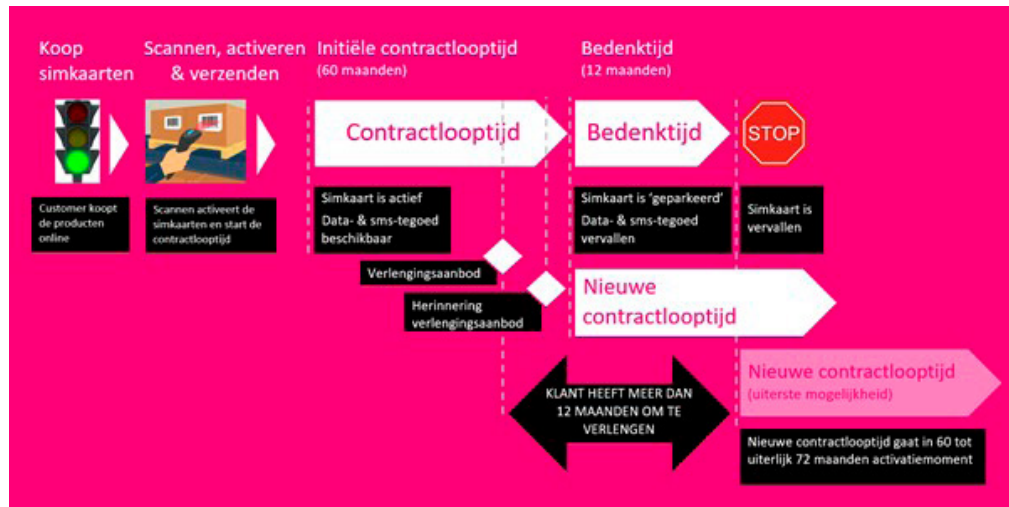 Koop
simkaarten
Scannen, activeren
& verzenden
Initiële contractlooptijd
(60 maanden)
Bedenktijd
(12 maanden)
Contractlooptijd
Bedenktijd
STOP
Customer koopt
de producten
online
Scannen activeert de
simkaarten en start de
contractlooptijd
Simkaart is actief
Data- & sms-tegoed
beschikbaar
Simkaart is 'geparkeerd'
Data- & sms-tegoed
vervallen
Simkaart is
vervallen
Verlengingsaanbod
Herinnering
verlengingsaanbod
Nieuwe
contractlooptijd
KLANT HEEFT MEER DAN
12 MAANDEN OM TE
VERLENGEN
Nieuwe contractlooptijd
(uiterste mogelijkheid)
Nieuwe contractlooptijd gaat in 60 tot
uiterlijk 72 maanden activatiemoment